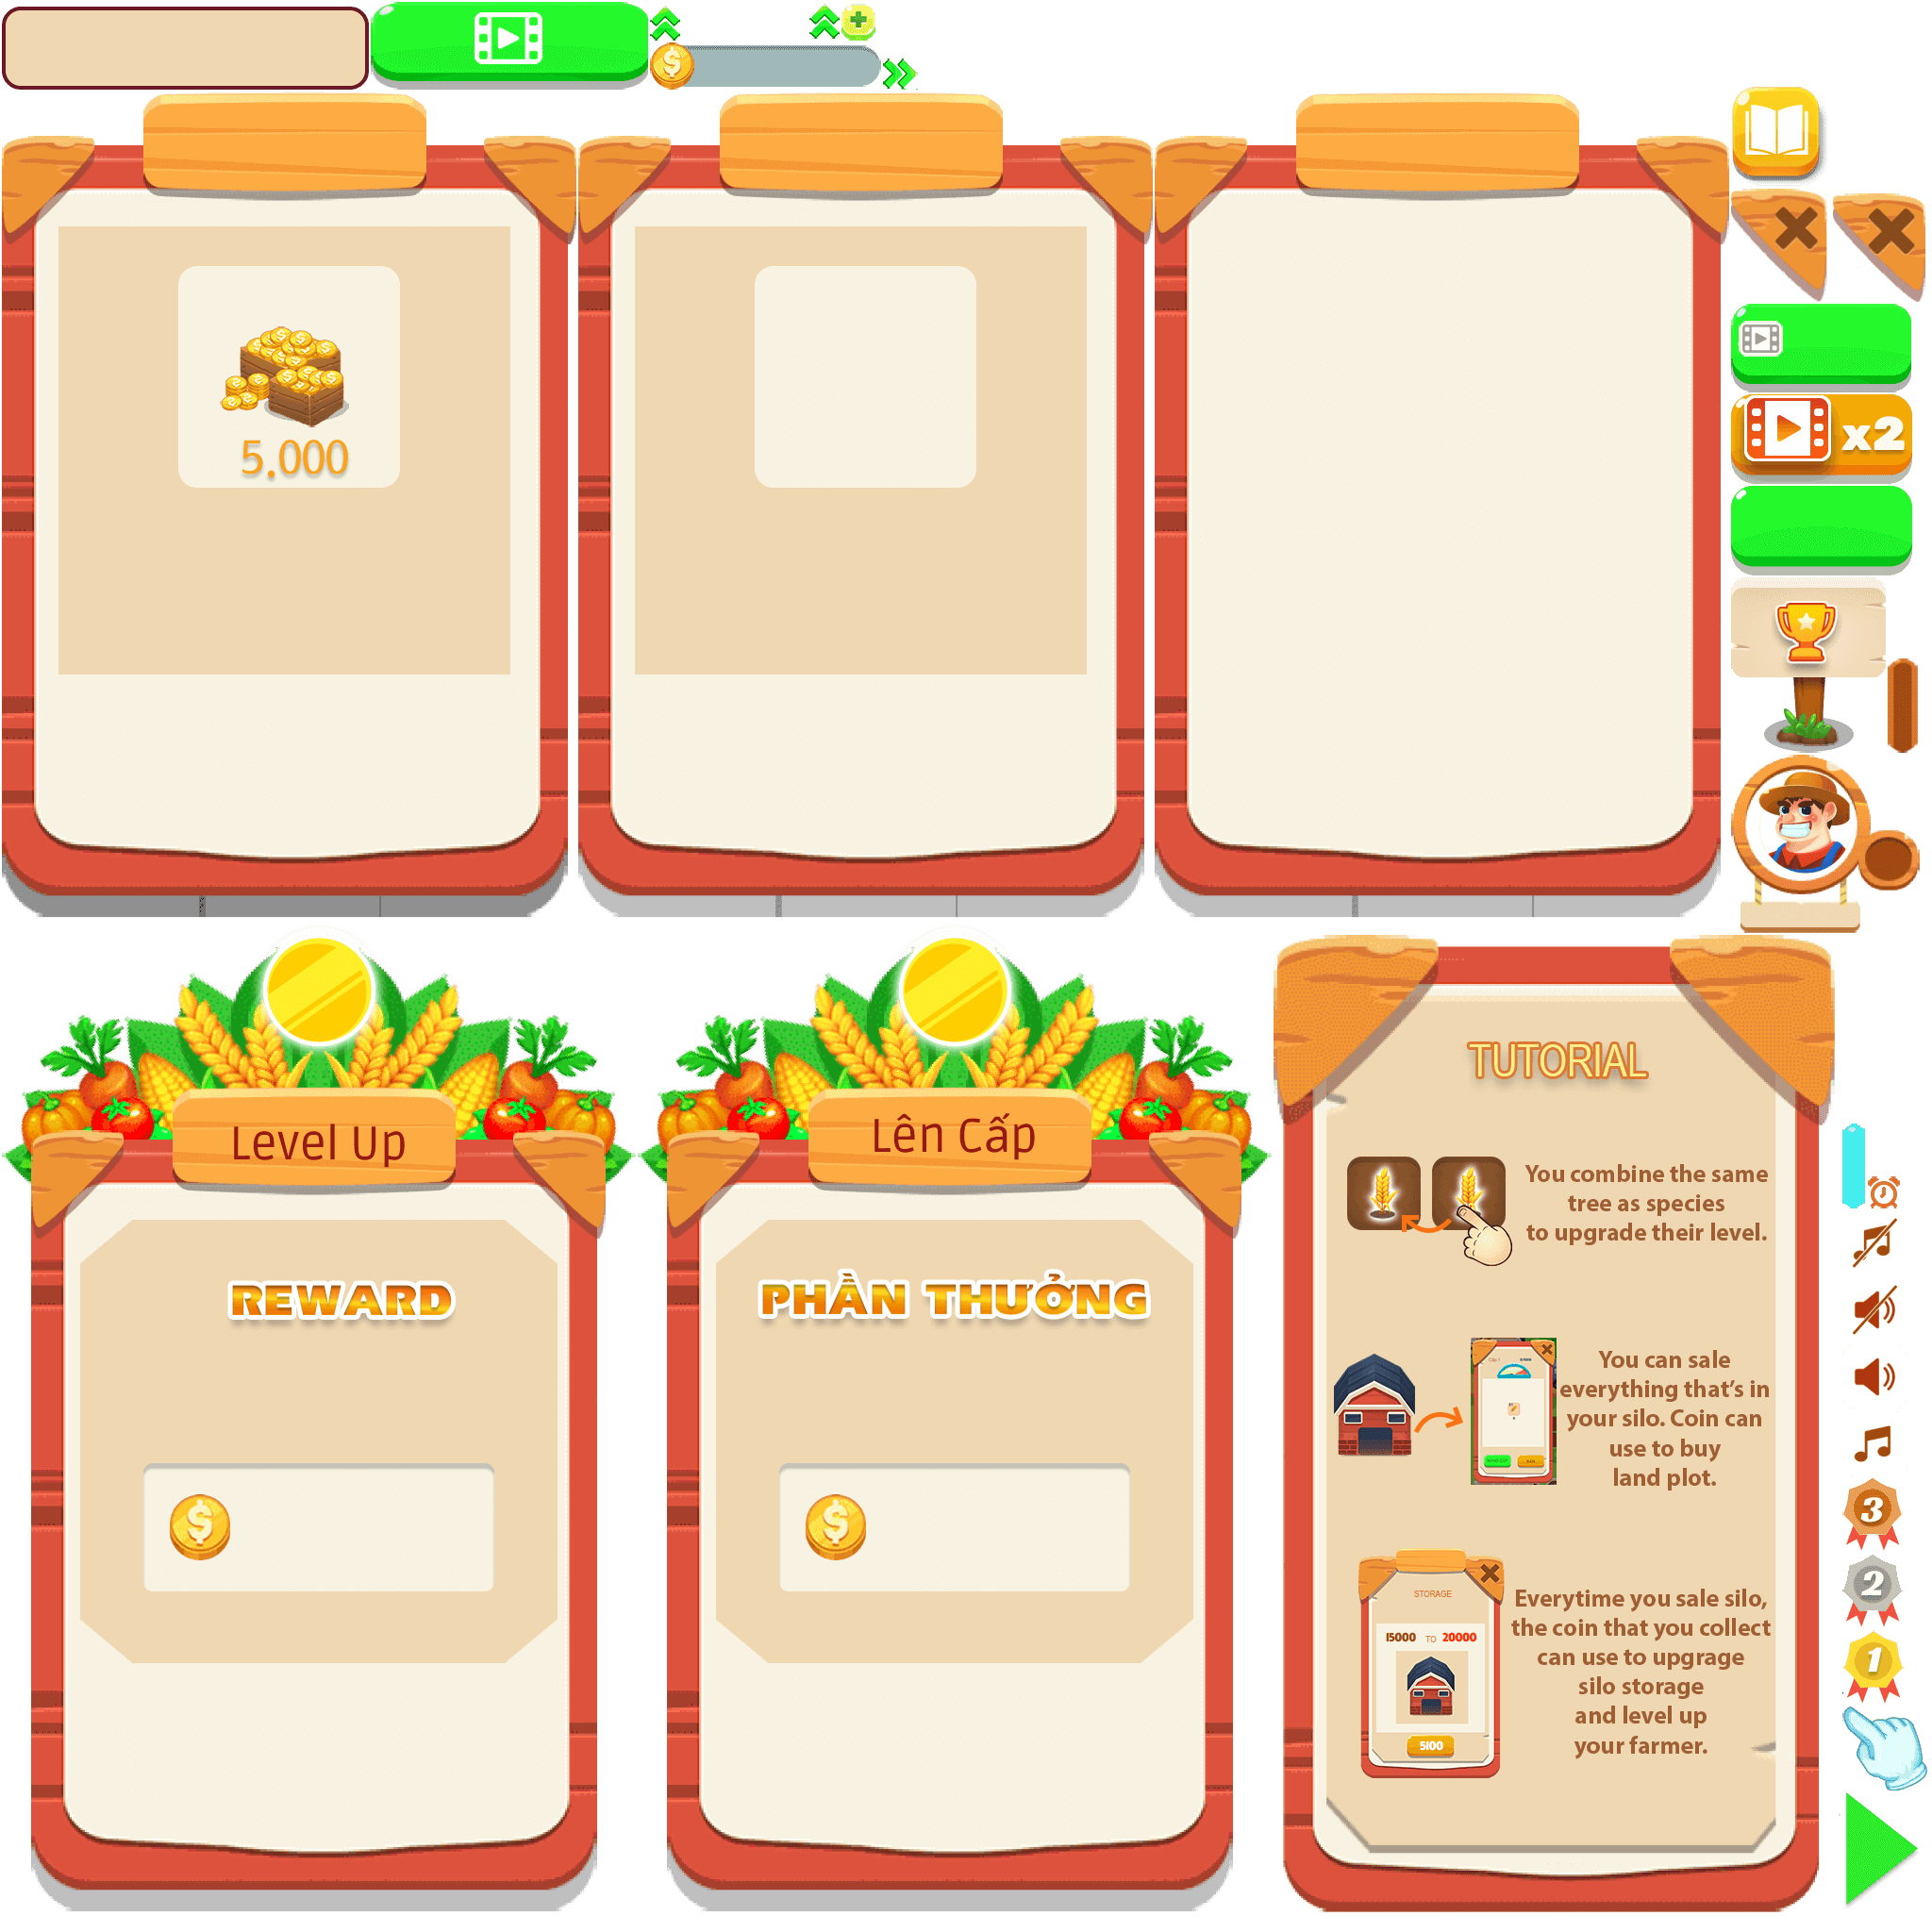 5.000
x2
Level Up
REWARD
Lên Cấp
PHẦN THƯỞNG
TUTORIAL
You combine the same
tree as species
to upgrade their level.
You can sale
everything that's in
your silo. Coin can
use to buy
land plot.
STORAGE
15000 TO 20000
5100
Everytime you sale silo,
the coin that you collect
can use to upgrage
silo storage
and level up
your farmer.
3
2
1